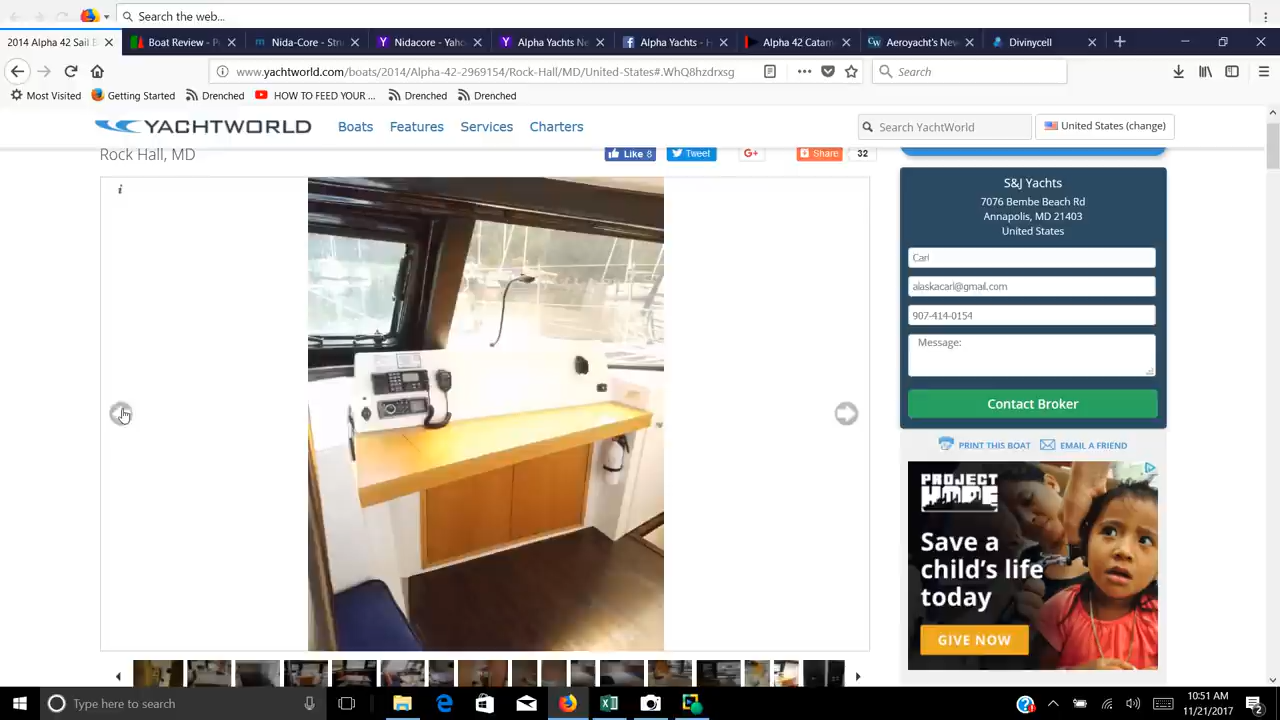 Search the web...
2014 Alpha 42 Sail B
Boat Review - P
Nida-Core - Stru
Nidacore - Yaho
Alpha Yachts Ne
Alpha Yachts - H
Alpha 42 Catam
Aeroyacht's New
Divinycell
www.yachtworld.com/boats/2014/Alpha-42-2969154/Rock-Hall/MD/United-States#.WhQ8hzdrxsg
Search
Most Visited
Getting Started
Drenched
HOW TO FEED YOUR ...
Drenched
Drenched
YACHTWORLD
Boats
Features
Services
Charters
Search YachtWorld
United States (change)
Rock Hall, MD
Like 8
Tweet
G+
Share
32
i
S&J Yachts
7076 Bembe Beach Rd
Annapolis, MD 21403
United States
Carl
alaskacarl@gmail.com
907-414-0154
Message:
Contact Broker
PRINT THIS BOAT
EMAIL A FRIEND
PROJECT
HOPE
Save a
child's life
today
GIVE NOW
Type here to search
10:51 AM
11/21/2017
2